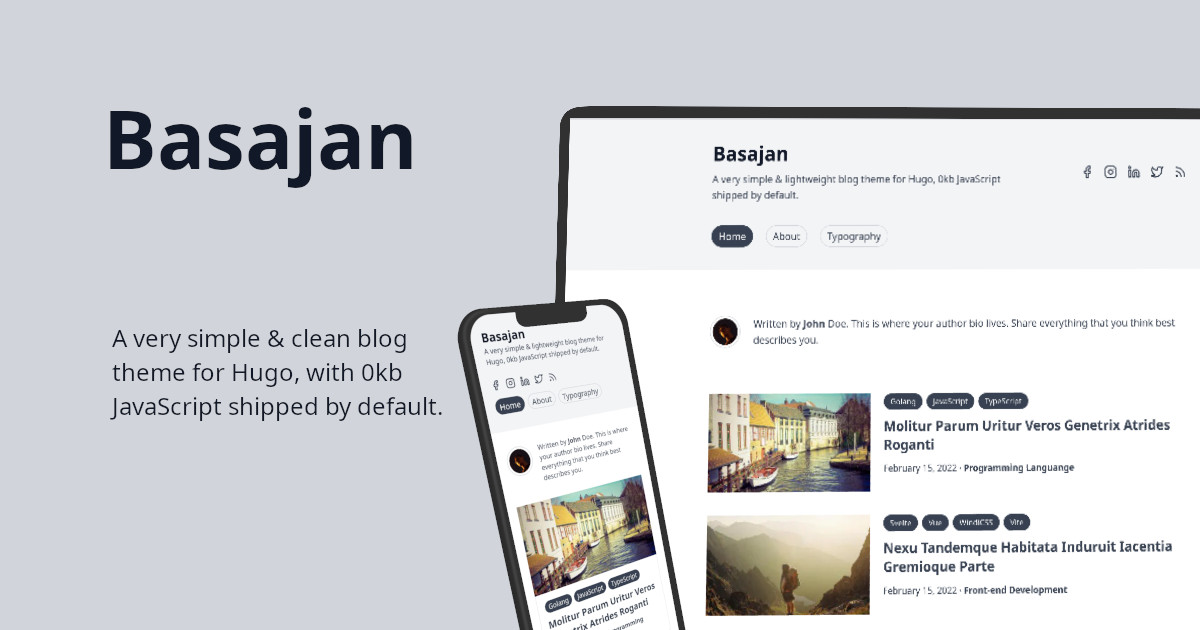 Basajan
A very simple & clean blog
theme for Hugo, with 0kb
JavaScript shipped by default.
Basajan
A very simple & lightweight blog theme for Hugo, 0kb JavaScript
shipped by default.
Home About Typography
Written by John Doe. This is where your author bio lives. Share everything that you think best
describes you.
Golang JavaScript TypeScript
Molitur Parum Uritur Veros Genetrix Atrides
Roganti
February 15, 2022 · Programming Languange
Svelte Vue WindiCSS Vite
Nexu Tandemque Habitata Induruit Iacentia
Gremioque Parte
February 15, 2022 · Front-end Development
Basajan
A very simple & lightweight blog theme for
Hugo, 0kb JavaScript shipped by default.
Home About Typography
Written by John Doe. This is where
your author bio lives. Share
everything that you think best
describes you.
Golang JavaScript TypeScript
Molitur Parum Uritur Veros
Genetrix Atrides Roganti